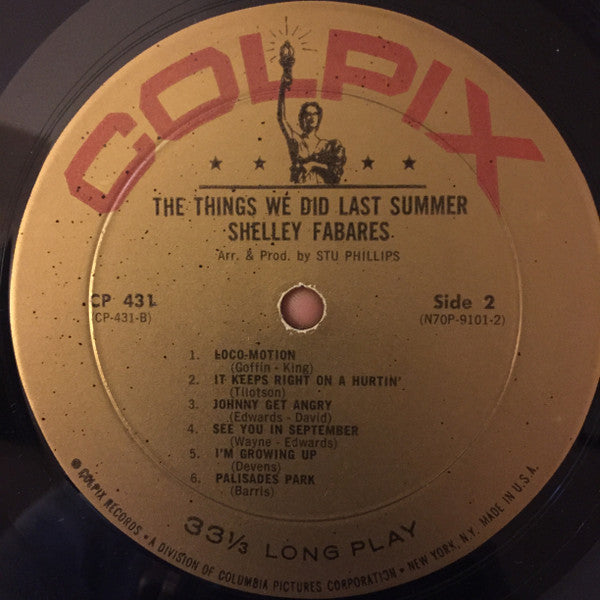 COLPIX
THE THINGS WE DID LAST SUMMER
SHELLEY FABARES
Arr. & Prod. by STU PHILLIPS
CP 431
(CP-431-B)
Side 2
(N70P-9101-2)
1. LOCO-MOTION
(Goffin - King)
2. IT KEEPS RIGHT ON A HURTIN'
(Tilotson)
3. JOHNNY GET ANGRY
(Edwards - David)
4. SEE YOU IN SEPTEMBER
(Wayne - Edwards)
5. I'M GROWING UP
(Devens)
6. PALISADES PARK
(Barris)
33⅓ LONG PLAY
® COLPIX RECORDS • A DIVISION OF COLUMBIA PICTURES CORPORATION • NEW YORK, N.Y. MADE IN U.S.A.